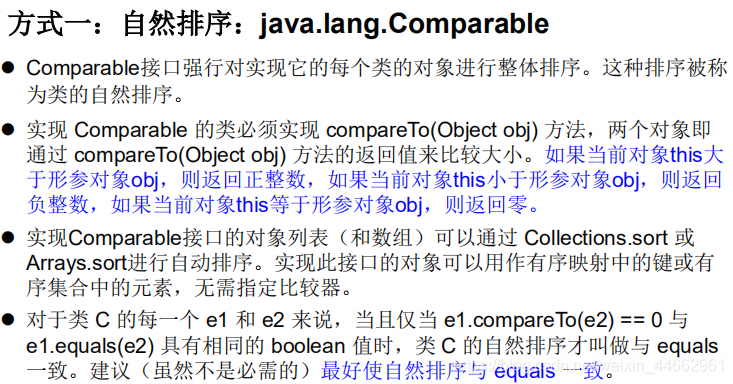 方式一：自然排序：java.lang.Comparable
● Comparable接口强行对实现它的每个类的对象进行整体排序。这种排序被称
为类的自然排序。
● 实现 Comparable 的类必须实现 compareTo(Object obj) 方法，两个对象即
通过 compareTo(Object obj) 方法的返回值来比较大小。如果当前对象this大
于形参对象obj，则返回正整数，如果当前对象this小于形参对象obj，则返回
负整数，如果当前对象this等于形参对象obj，则返回零。
● 实现Comparable接口的对象列表（和数组）可以通过 Collections.sort 或
Arrays.sort进行自动排序。实现此接口的对象可以用作有序映射中的键或有
序集合中的元素，无需指定比较器。
● 对于类 C 的每一个 e1 和 e2 来说，当且仅当 e1.compareTo(e2) == 0 与
e1.equals(e2) 具有相同的 boolean 值时，类 C 的自然排序才叫做与 equals
一致。建议（虽然不是必需的）最好使自然排序与 equals 一致。